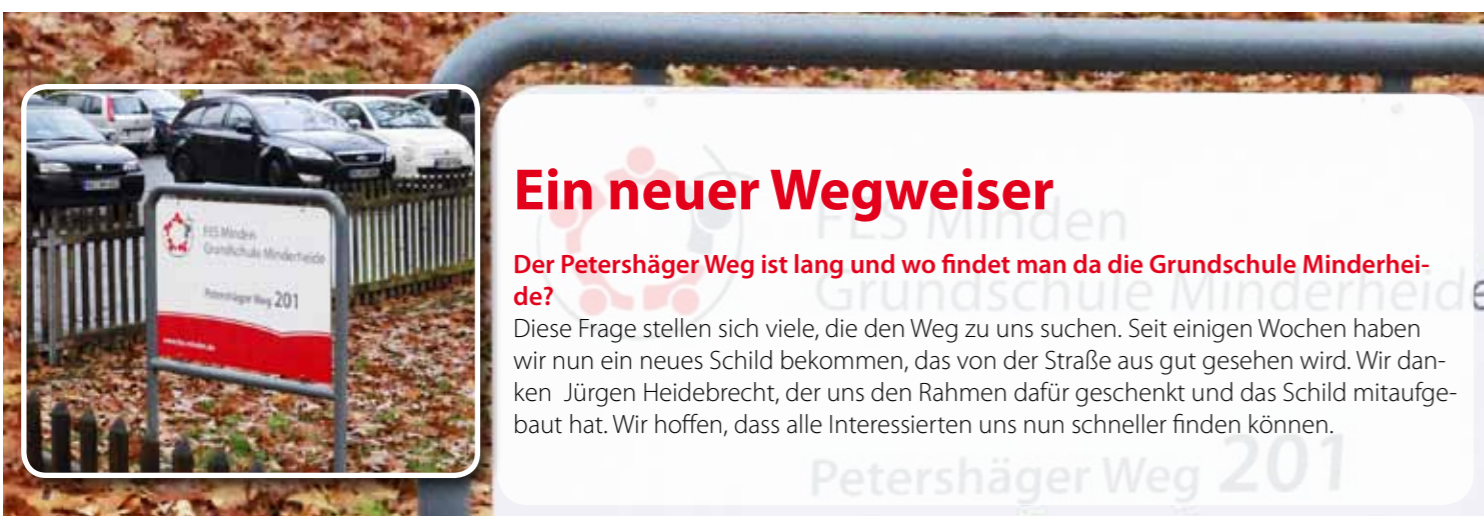 FES Minden
Grundschule Minderheide
Petershäger Weg 201
www.fes-minden.de
Ein neuer Wegweiser
Der Petershäger Weg ist lang und wo findet man da die Grundschule Minderhei-
de?
Diese Frage stellen sich viele, die den Weg zu uns suchen. Seit einigen Wochen haben
wir nun ein neues Schild bekommen, das von der Straße aus gut gesehen wird. Wir dan-
ken Jürgen Heidebrecht, der uns den Rahmen dafür geschenkt und das Schild mitaufge-
baut hat. Wir hoffen, dass alle Interessierten uns nun schneller finden können.
FES Minden
Grundschule Minderheide
Petershäger Weg 201